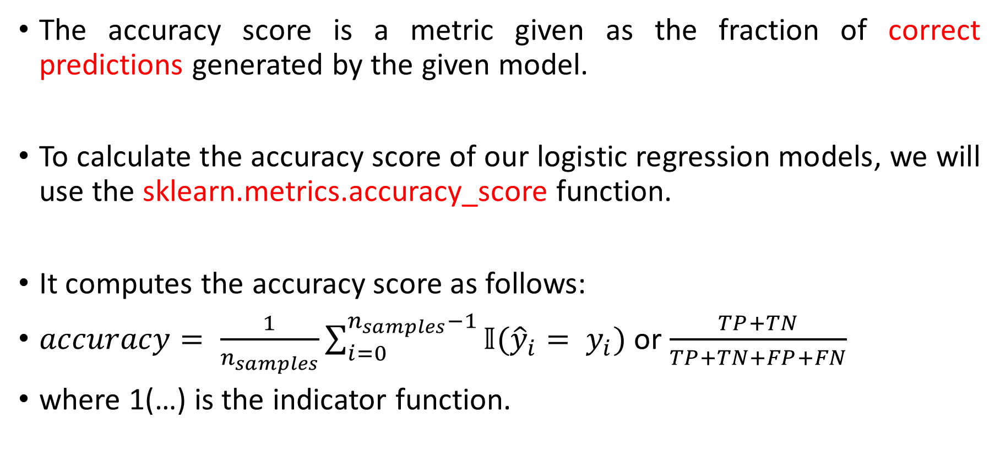 • The accuracy score is a metric given as the fraction of correct
predictions generated by the given model.
• To calculate the accuracy score of our logistic regression models, we will
use the sklearn.metrics.accuracy_score function.
• It computes the accuracy score as follows:
• $accuracy = \frac{1}{n_{samples}} \sum_{i=0}^{n_{samples}-1} \mathbb{I}(\hat{y}_i = y_i)$ or $\frac{TP+TN}{TP+TN+FP+FN}$
• where 1(…) is the indicator function.